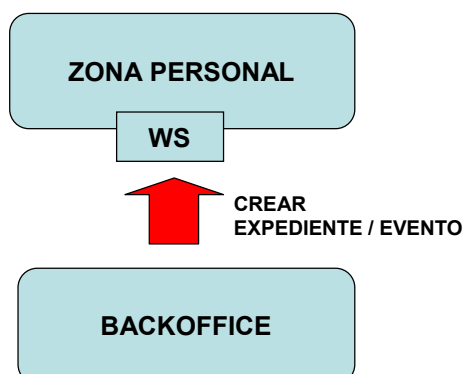 ZONA PERSONAL
WS
CREAR
EXPEDIENTE / EVENTO
BACKOFFICE